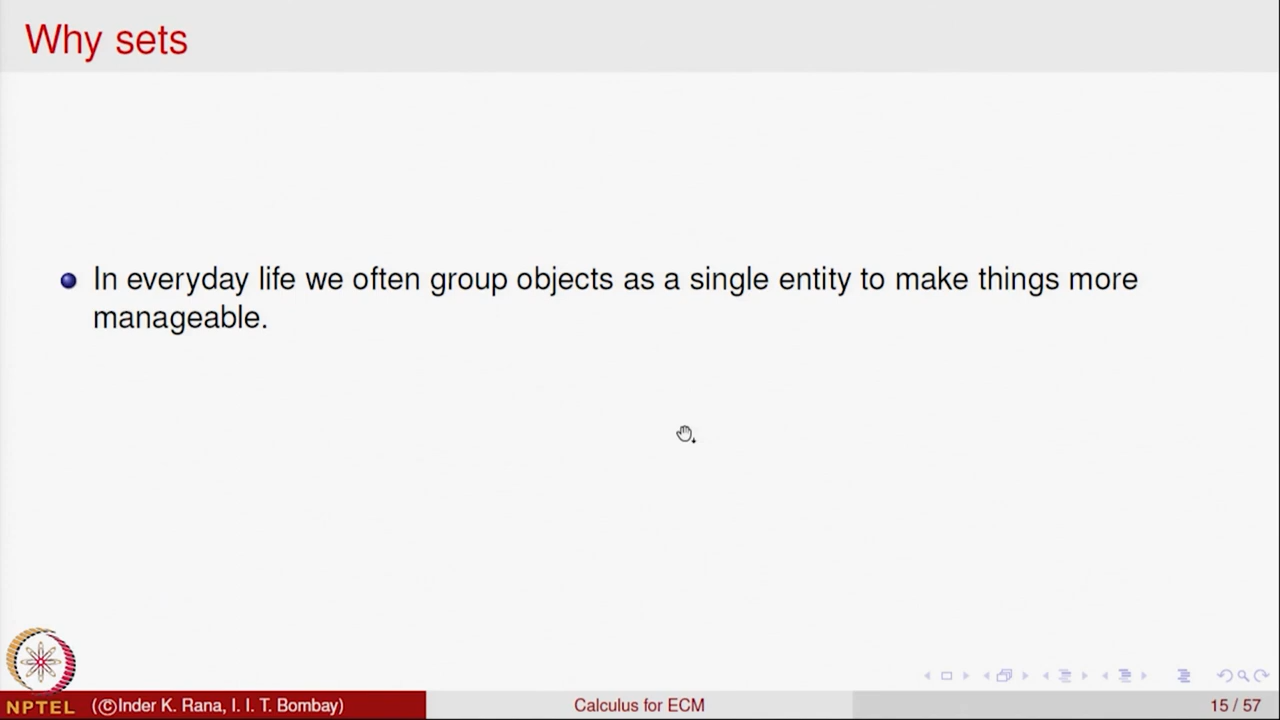 Why sets
In everyday life we often group objects as a single entity to make things more
manageable.
NPTEL
(©Inder K. Rana, I. I. T. Bombay)
Calculus for ECM
15 / 57